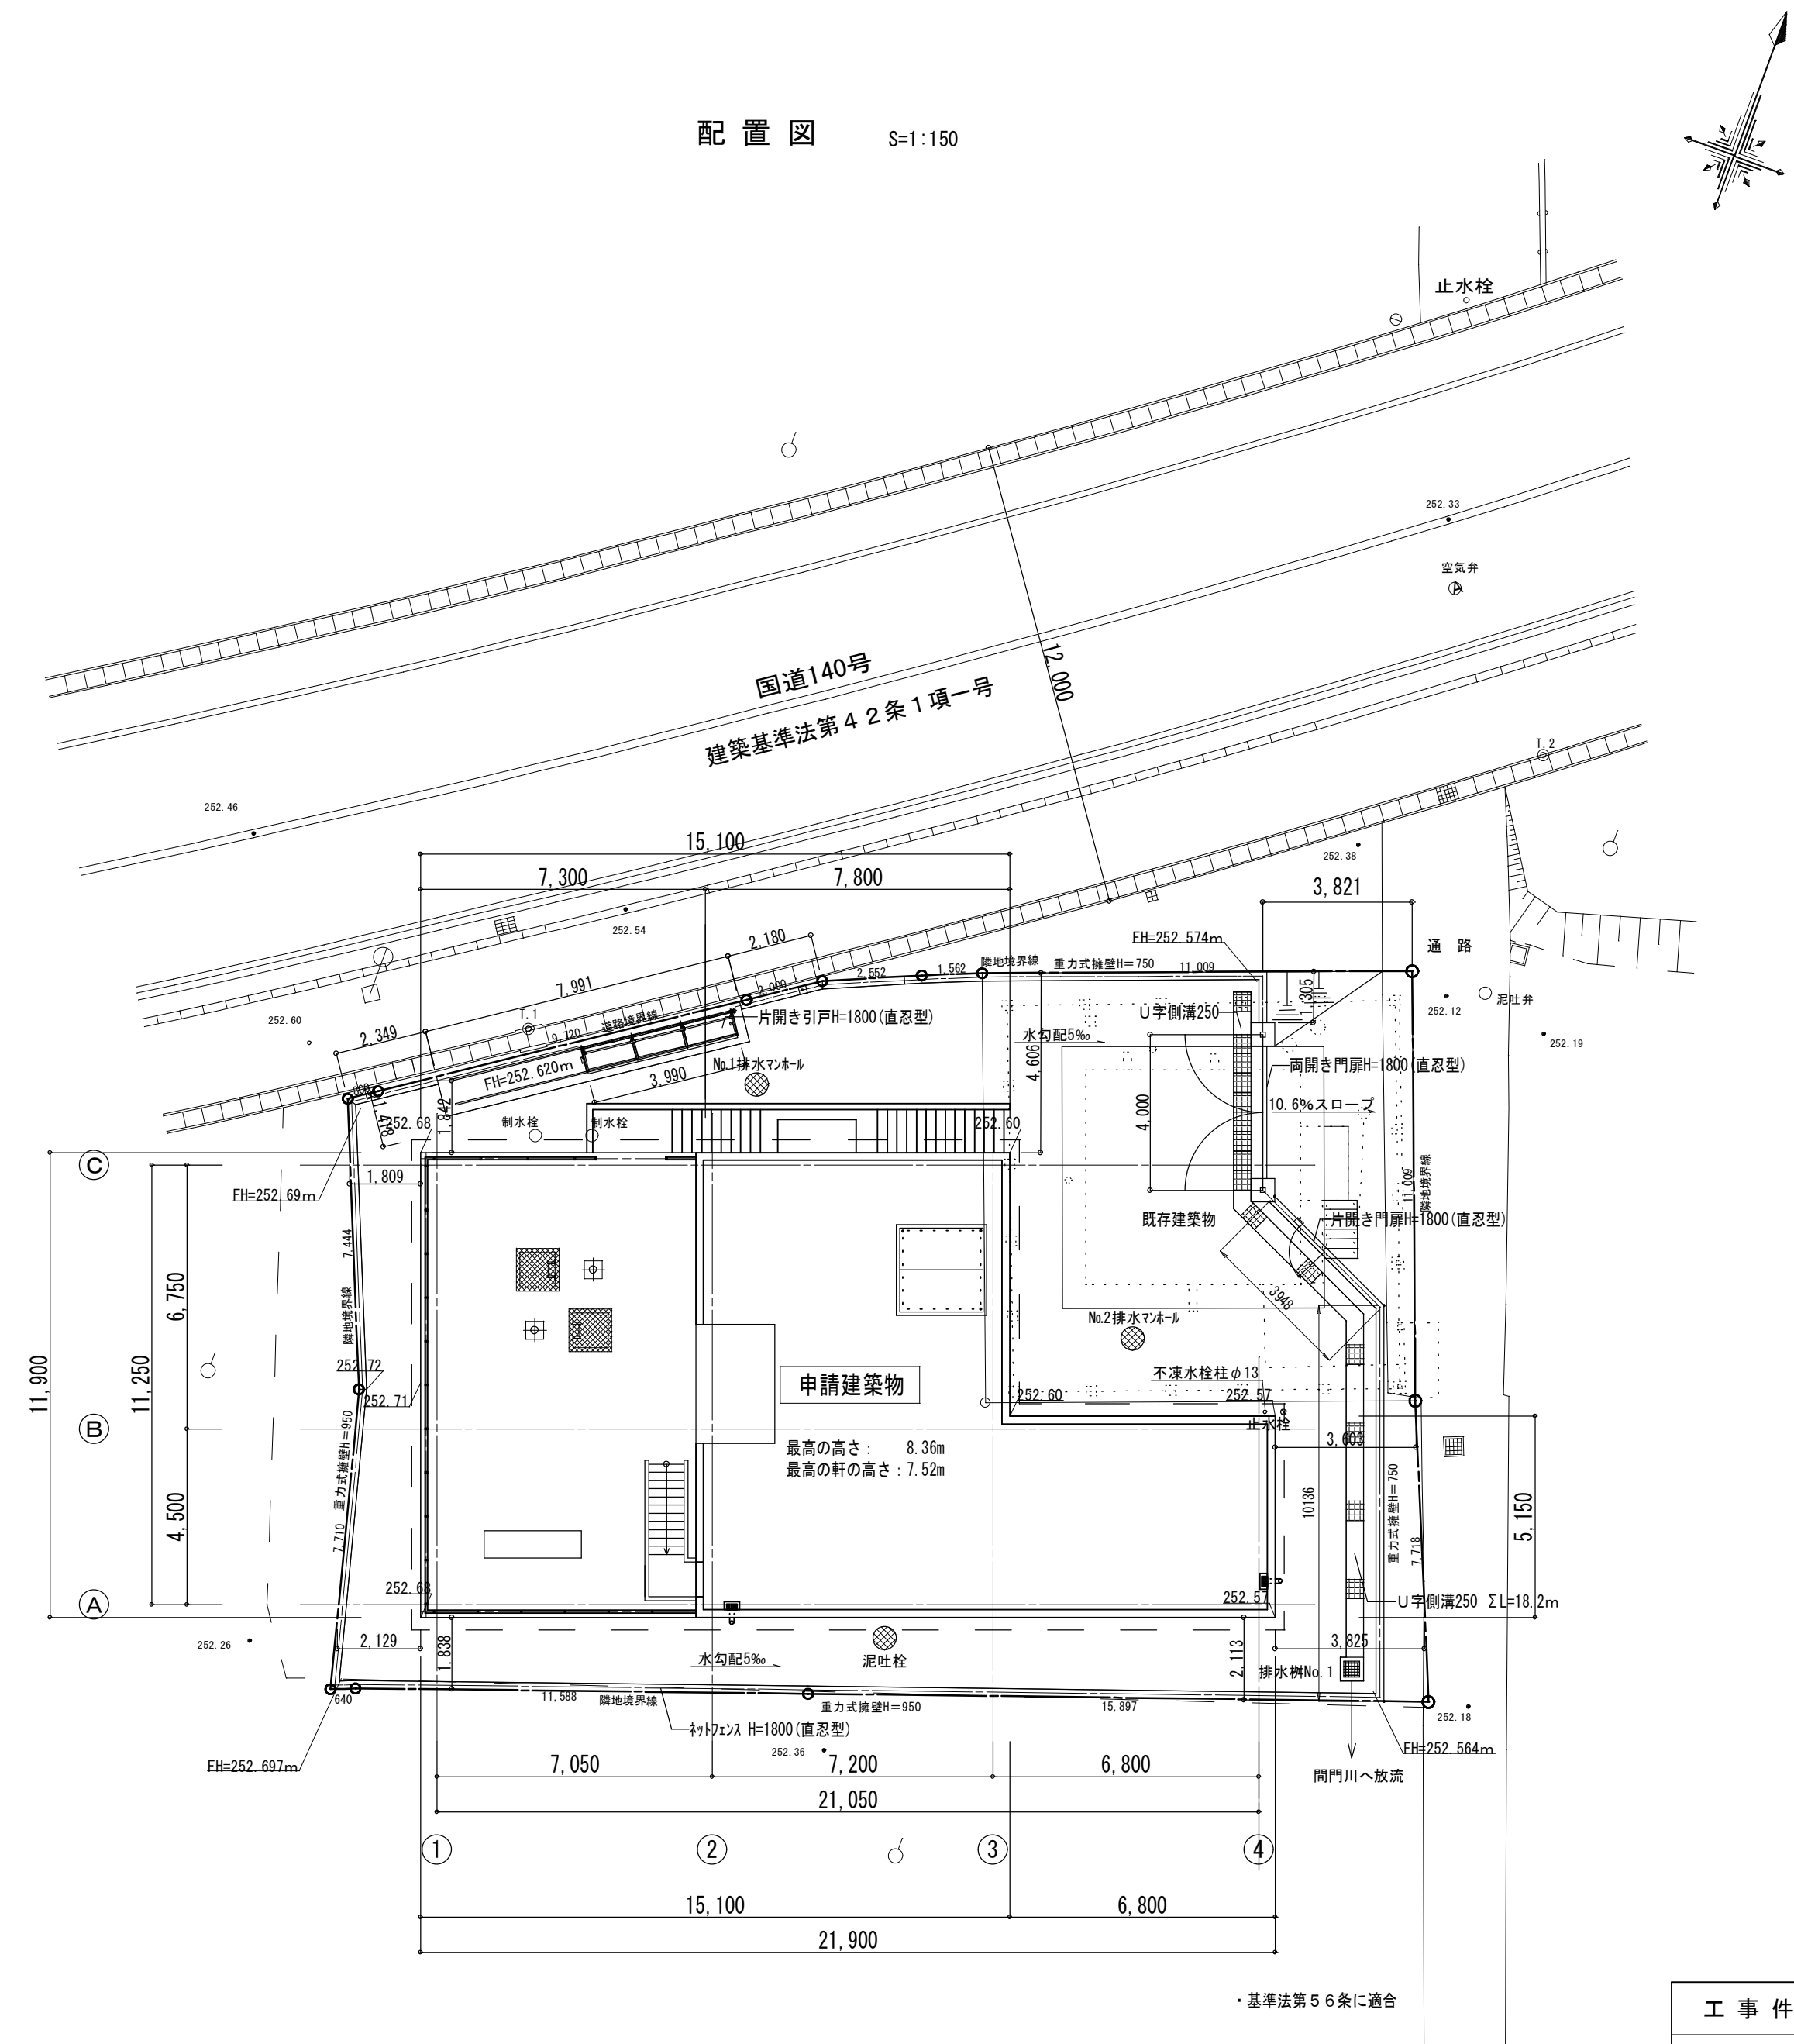 配置図 S=1:150
止水栓
252.33
空気弁
A
12,000
国道140号
建築基準法第４２条１項一号
T.2
252.46
252.38
15,100
7,300
7,800
3,821
252.54
2,180
FH=252.574m
通路
2,552
1,562
隣地境界線
重力式擁壁H=750
11,009
7,991
2,000
1,305
泥吐弁
252.12
252.60
T.1
道路境界線
9,720
片開き引戸H=1800(直忍型)
U字側溝250
252.19
2,349
水勾配5‰
4,606
FH=252.620m
3,990
No.1排水マンホール
両開き門扉H=1800(直忍型)
800
1,478
1,842
252.68
制水栓
制水栓
252.60
4,000
10.6%スロープ
C
1,809
FH=252.69m
11,009
隣地境界線
既存建築物
片開き門扉H=1800(直忍型)
7,444
隣地境界線
6,750
3948
No.2排水マンホール
11,900
11,250
252.72
252.71
申請建築物
不凍水栓柱φ13
252.60
252.57
止水栓
B
3,603
最高の高さ： 8.36m
最高の軒の高さ：7.52m
重力式擁壁H=950
7,710
4,500
10136
重力式擁壁H=750
7,718
5,150
A
252.63
252.57
U字側溝250 ΣL=18.2m
252.26
2,129
1,838
水勾配5‰
泥吐栓
2,113
3,825
排水桝No.1
640
11,588
隣地境界線
重力式擁壁H=950
15,897
252.18
ネットフェンス H=1800(直忍型)
252.36
FH=252.697m
FH=252.564m
7,050
7,200
6,800
間門川へ放流
21,050
1
2
3
4
15,100
6,800
21,900
・基準法第５６条に適合
工事件